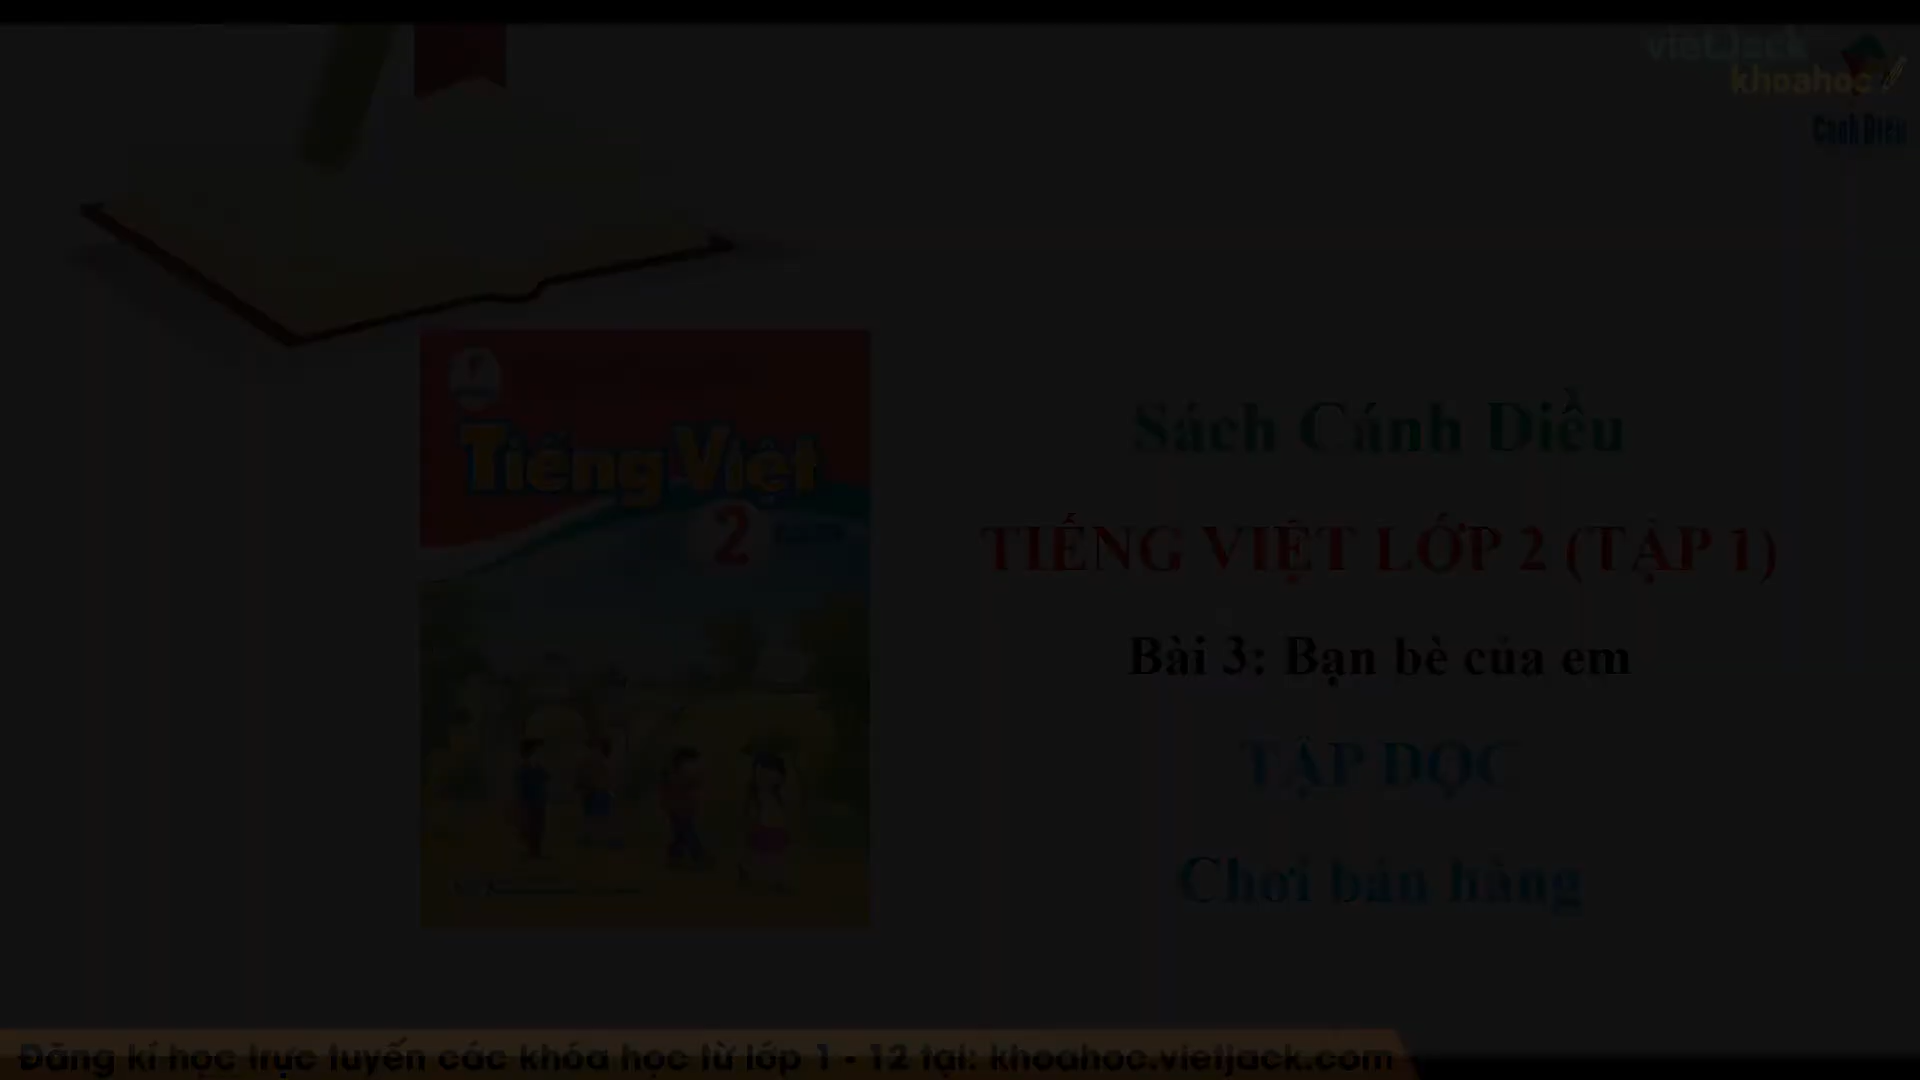 vietJack
khoahoc
Cánh Diều
Tiếng Việt
2
Sách Cánh Diều
TIẾNG VIỆT LỚP 2 (TẬP 1)
Bài 3: Bạn bè của em
TẬP ĐỌC
Chơi bán hàng
Đăng kí học trực tuyến các khóa học từ lớp 1 - 12 tại: khoahoc.vietjack.com